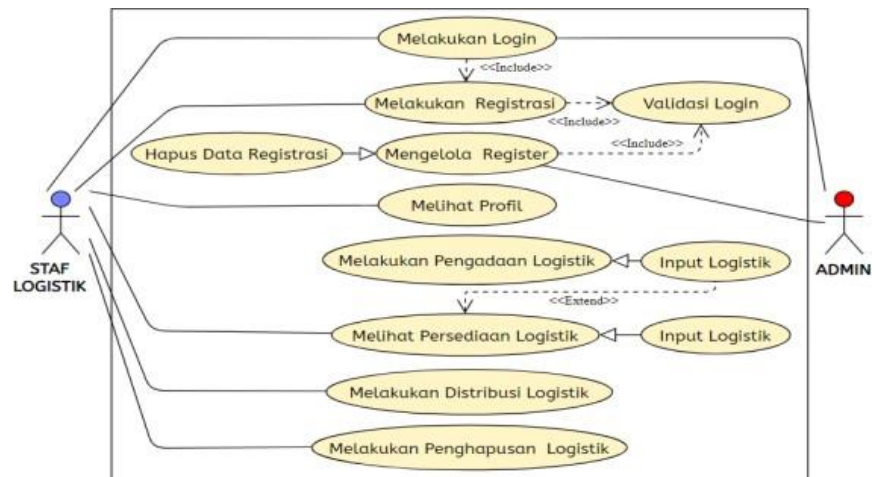 Melakukan Login
<<Include>>
Melakukan Registrasi
Validasi Login
<<Include>>
<<Include>>
Hapus Data Registrasi
Mengelola Register
Melihat Profil
STAF
LOGISTIK
ADMIN
Melakukan Pengadaan Logistik
Input Logistik
<<Extend>>
Melihat Persediaan Logistik
Input Logistik
Melakukan Distribusi Logistik
Melakukan Penghapusan Logistik